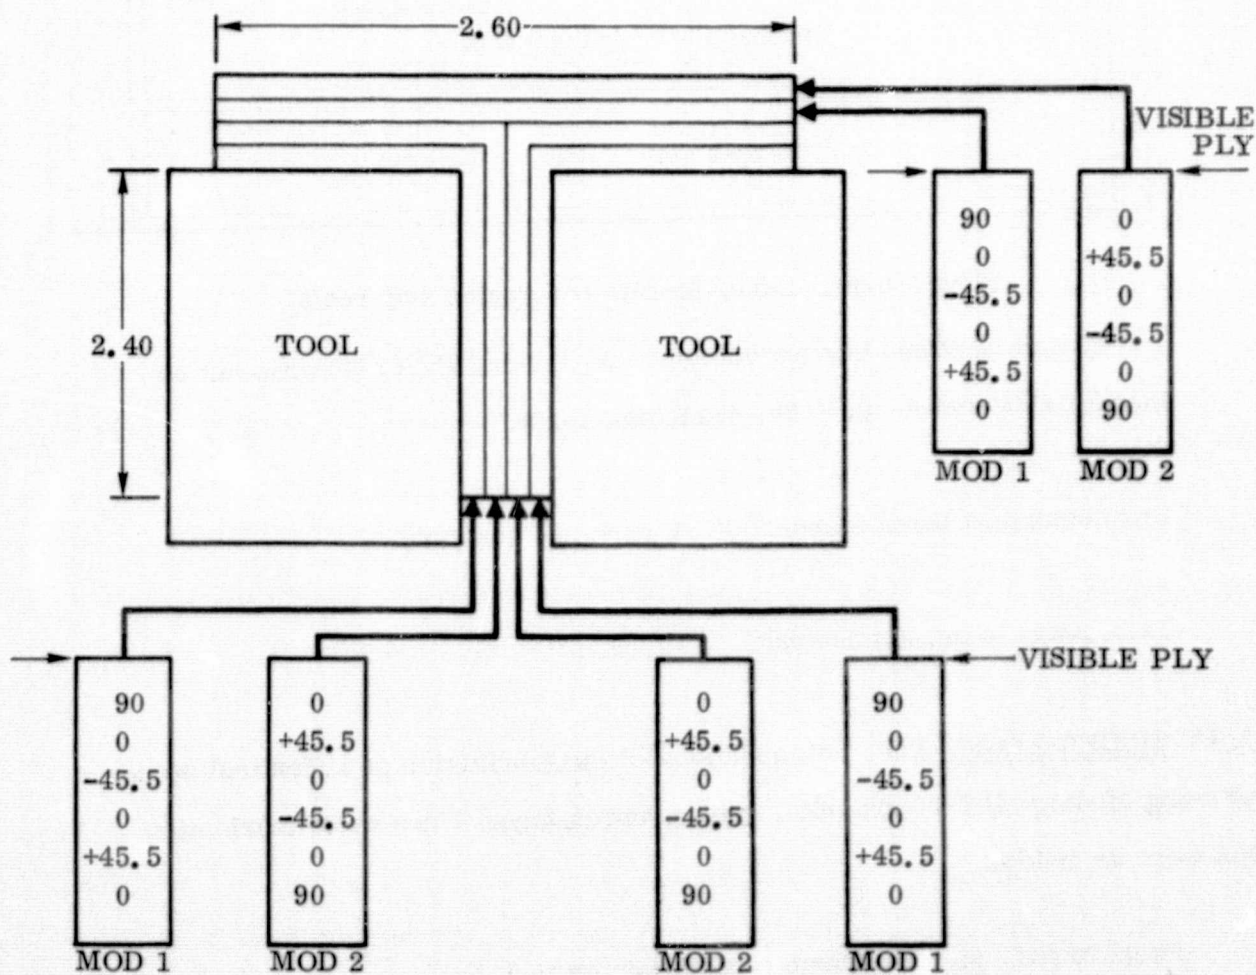 2.60
VISIBLE
PLY
90 0
0 +45.5
-45.5 0
0 -45.5
+45.5 0
0 90
MOD 1 MOD 2
2.40 TOOL TOOL
VISIBLE PLY
90 0 0 90
0 +45.5 +45.5 0
-45.5 0 0 -45.5
0 -45.5 -45.5 0
+45.5 0 0 +45.5
0 90 90 0
MOD 1 MOD 2 MOD 2 MOD 1